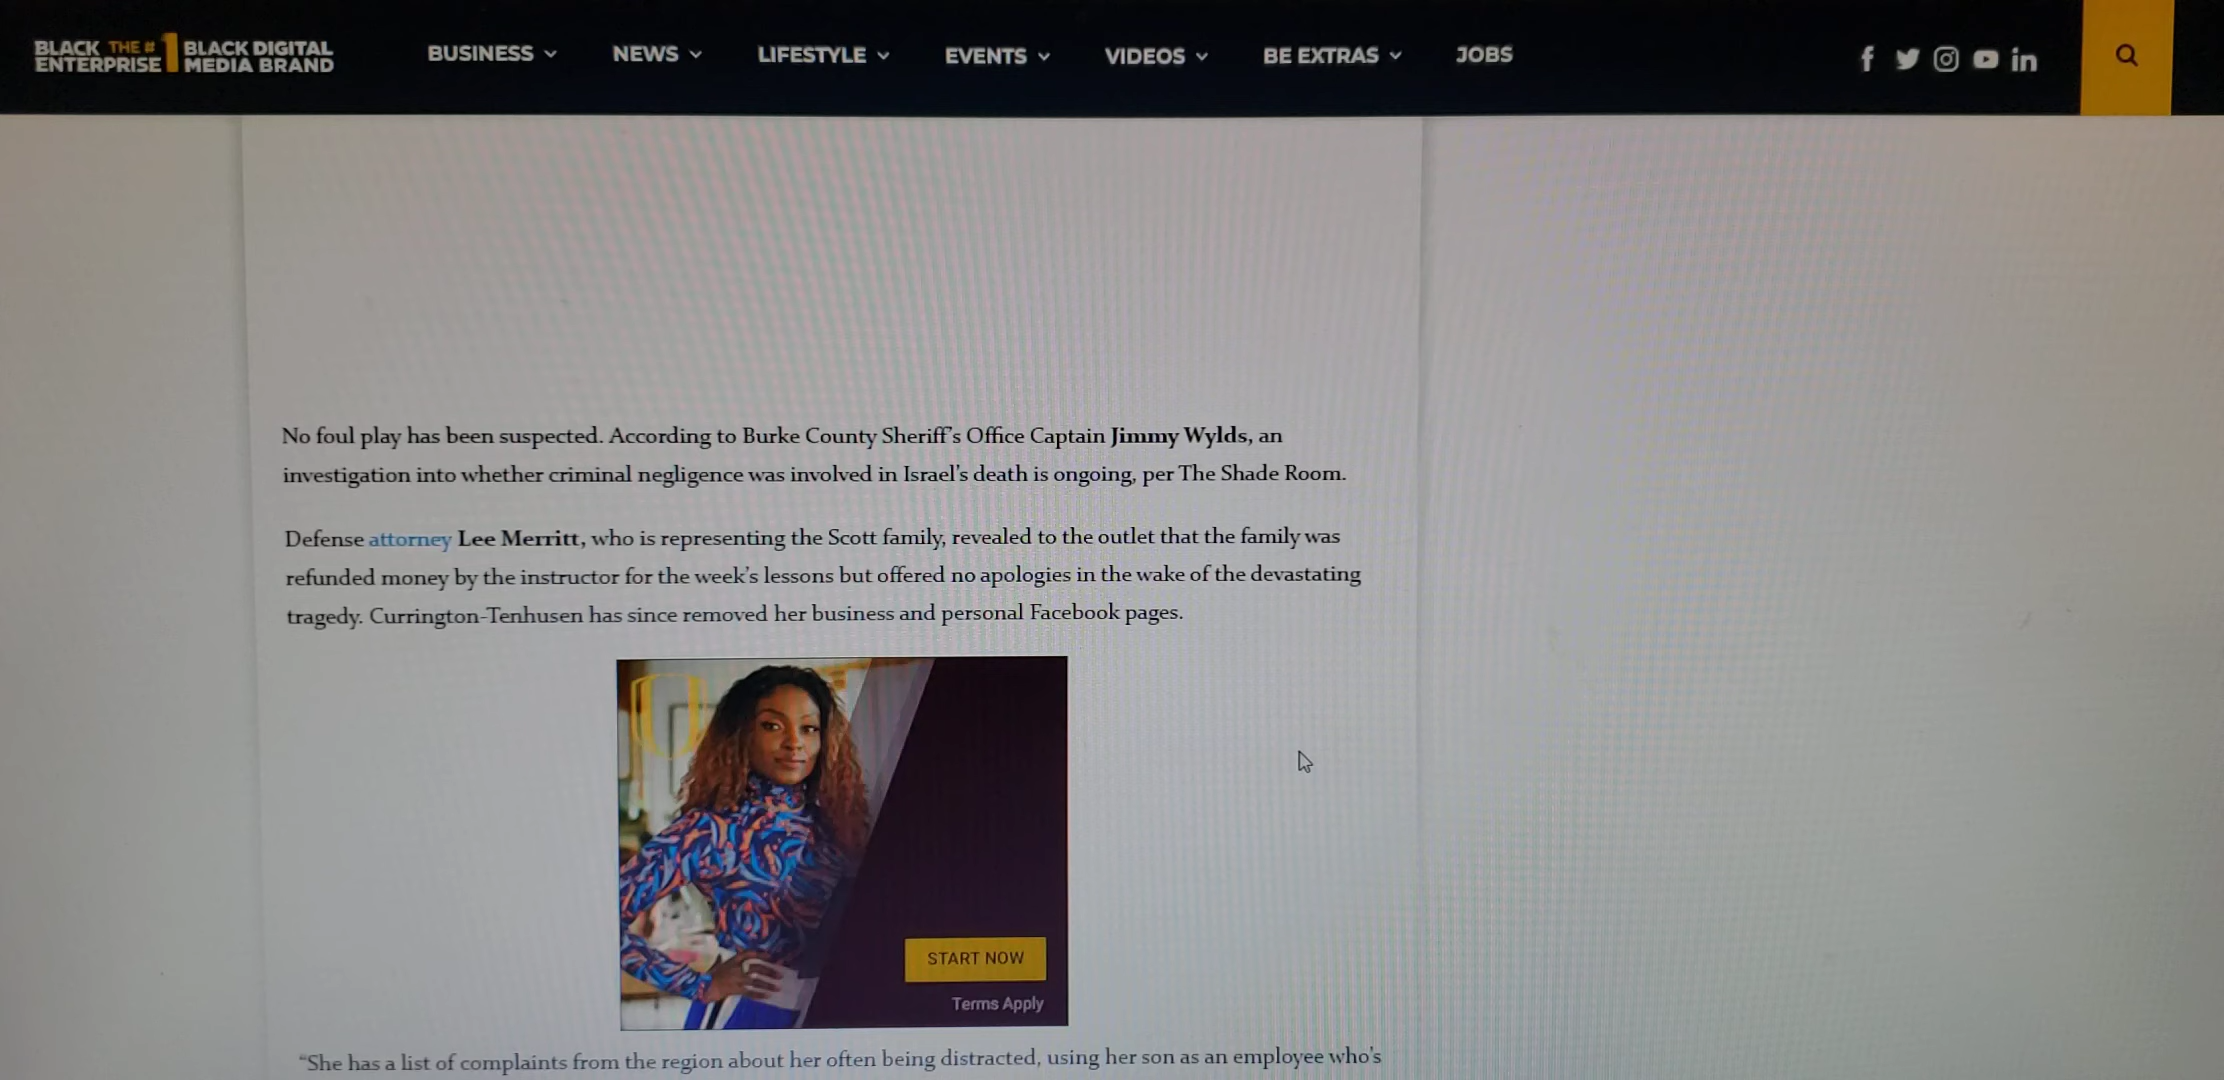 BLACK THE # 1 BLACK DIGITAL
ENTERPRISE MEDIA BRAND
BUSINESS NEWS LIFESTYLE EVENTS VIDEOS BE EXTRAS JOBS
No foul play has been suspected. According to Burke County Sheriff's Office Captain Jimmy Wylds, an
investigation into whether criminal negligence was involved in Israel's death is ongoing, per The Shade Room.
Defense attorney Lee Merritt, who is representing the Scott family, revealed to the outlet that the family was
refunded money by the instructor for the week's lessons but offered no apologies in the wake of the devastating
tragedy. Currington-Tenhusen has since removed her business and personal Facebook pages.
START NOW
Terms Apply
“She has a list of complaints from the region about her often being distracted, using her son as an employee who's